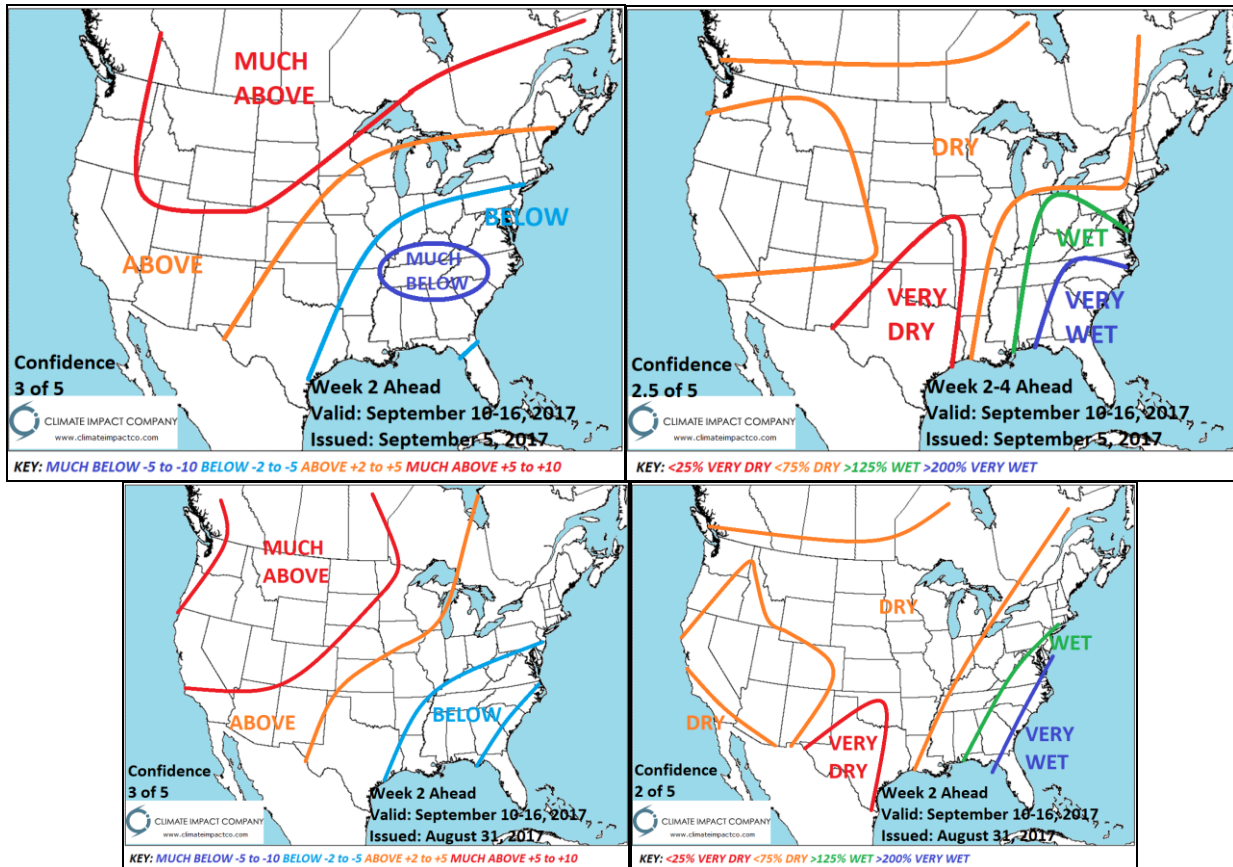 MUCH
ABOVE
ABOVE
BELOW
MUCH
BELOW
Confidence
3 of 5
Week 2 Ahead
Valid: September 10-16, 2017
Issued: September 5, 2017
CLIMATE IMPACT COMPANY
www.climateimpactco.com
KEY: MUCH BELOW -5 to -10 BELOW -2 to -5 ABOVE +2 to +5 MUCH ABOVE +5 to +10
DRY
WET
VERY
DRY
VERY
WET
Confidence
2.5 of 5
Week 2-4 Ahead
Valid: September 10-16, 2017
Issued: September 5, 2017
CLIMATE IMPACT COMPANY
www.climateimpactco.com
KEY: <25% VERY DRY <75% DRY >125% WET >200% VERY WET
MUCH
ABOVE
ABOVE
BELOW
Confidence
3 of 5
Week 2 Ahead
Valid: September 10-16, 2017
Issued: August 31, 2017
CLIMATE IMPACT COMPANY
www.climateimpactco.com
KEY: MUCH BELOW -5 to -10 BELOW -2 to -5 ABOVE +2 to +5 MUCH ABOVE +5 to +10
DRY
WET
DRY
VERY
DRY
VERY
WET
Confidence
2 of 5
Week 2 Ahead
Valid: September 10-16, 2017
Issued: August 31, 2017
CLIMATE IMPACT COMPANY
www.climateimpactco.com
KEY: <25% VERY DRY <75% DRY >125% WET >200% VERY WET